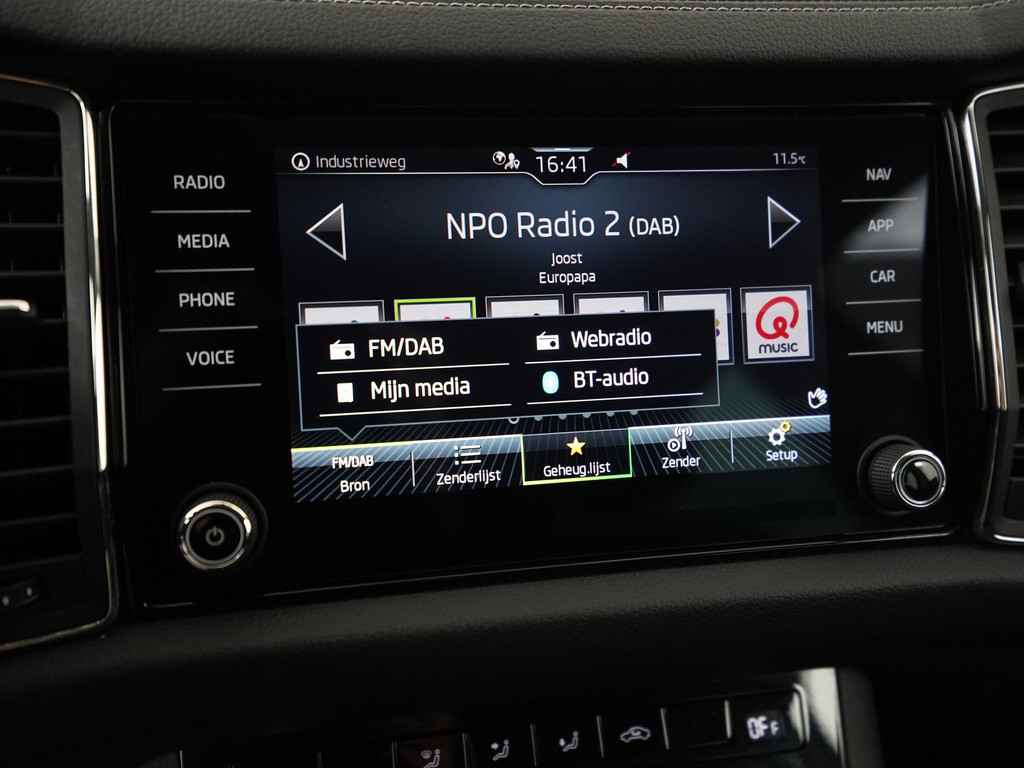 Industrieweg
16:41
11.5°C
RADIO
MEDIA
PHONE
VOICE
NPO Radio 2 (DAB)
Joost
Europapa
NAV
APP
CAR
MENU
MUSIC
FM/DAB
Webradio
Mijn media
BT-audio
FM/DAB
Bron
Zenderlijst
Geheug.lijst
Zender
Setup
OFF